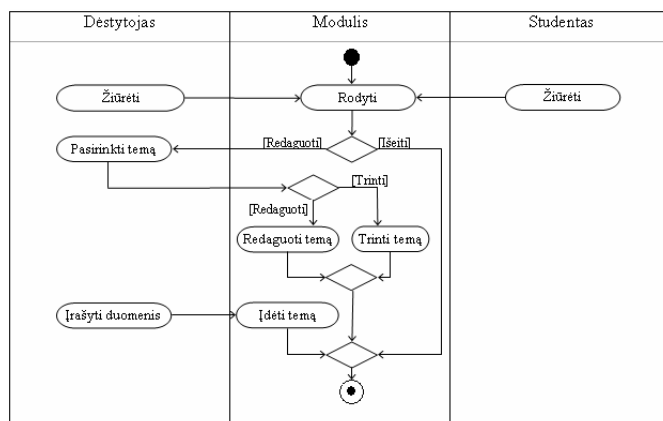 Dėstytojas
Modulis
Studentas
Žiūrėti
Rodyti
Žiūrėti
Pasirinkti temą
[Redaguoti]
[Išeiti]
[Trinti]
[Redaguoti]
Redaguoti temą
Trinti temą
Įrašyti duomenis
Įdėti temą